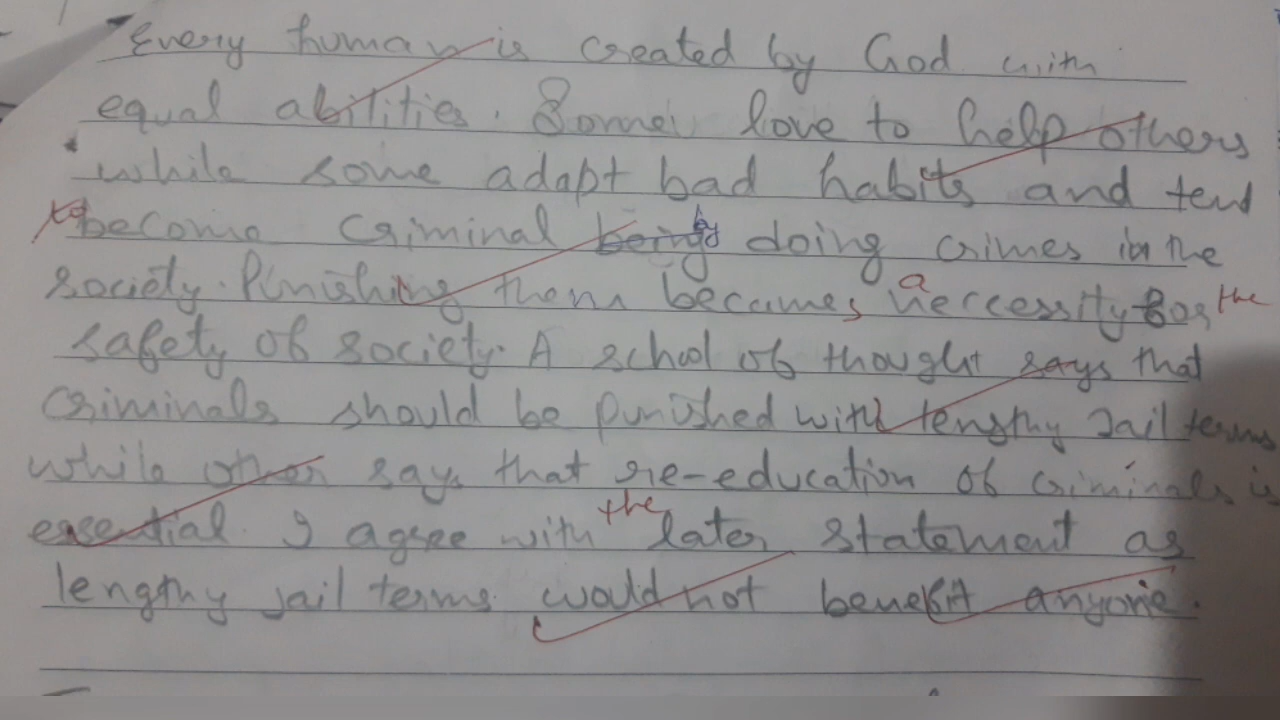 Every human is created by God with
equal abilities. Some love to help others
while some adapt bad habits and tend
to become criminal by doing crimes in the
society. Punishing them becames a neccessity for the
safety of society. A school of thought says that
criminals should be punished with lengthy Jail terms
while other says that re-education of criminals is
essential. I agree with the later statement as
lengthy jail terms would not benefit anyone.